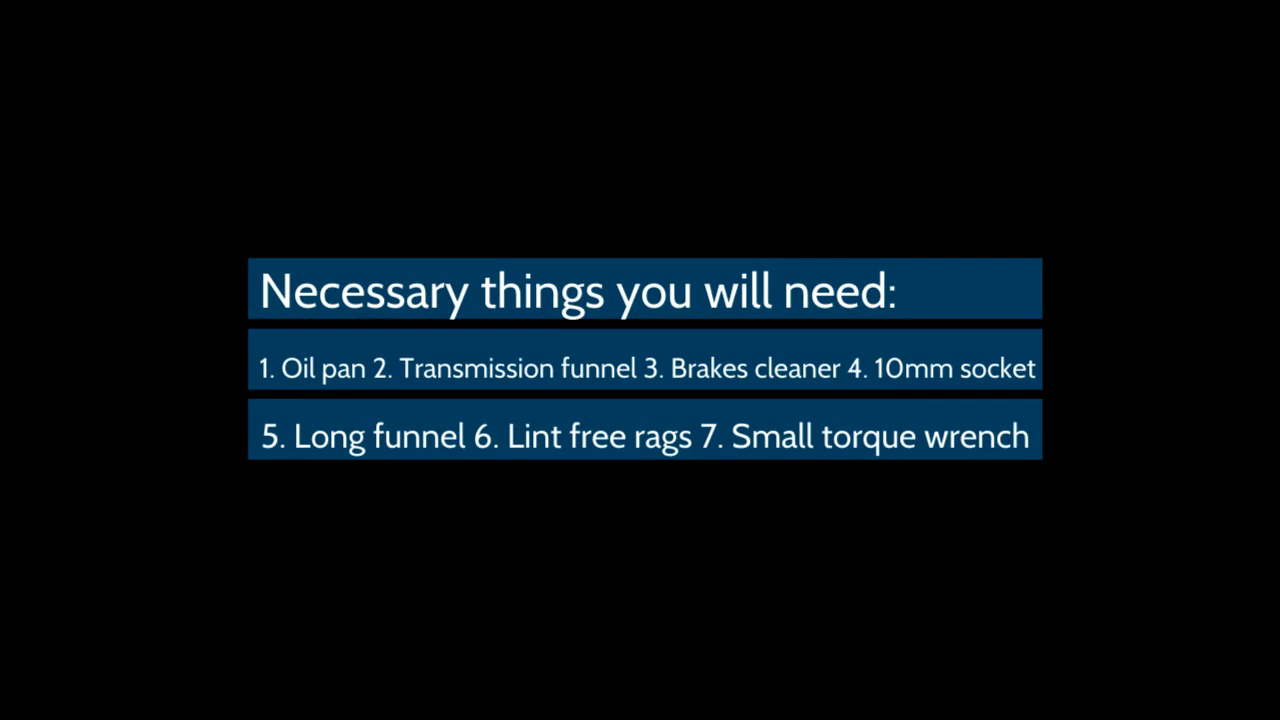 Necessary things you will need:
1. Oil pan 2. Transmission funnel 3. Brakes cleaner 4. 10mm socket
5. Long funnel 6. Lint free rags 7. Small torque wrench